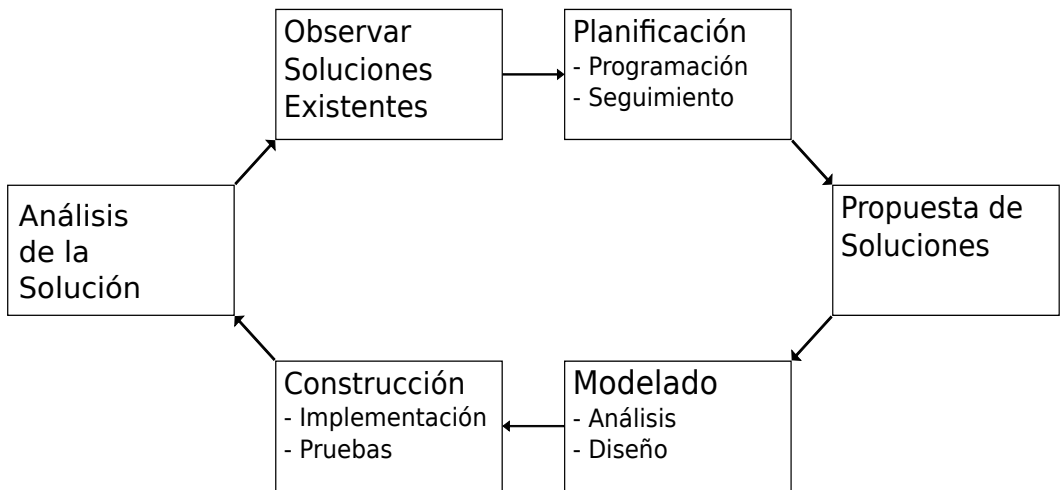 Observar
Soluciones
Existentes
Planificación
- Programación
- Seguimiento
Propuesta de
Soluciones
Modelado
- Análisis
- Diseño
Construcción
- Implementación
- Pruebas
Análisis
de la
Solución